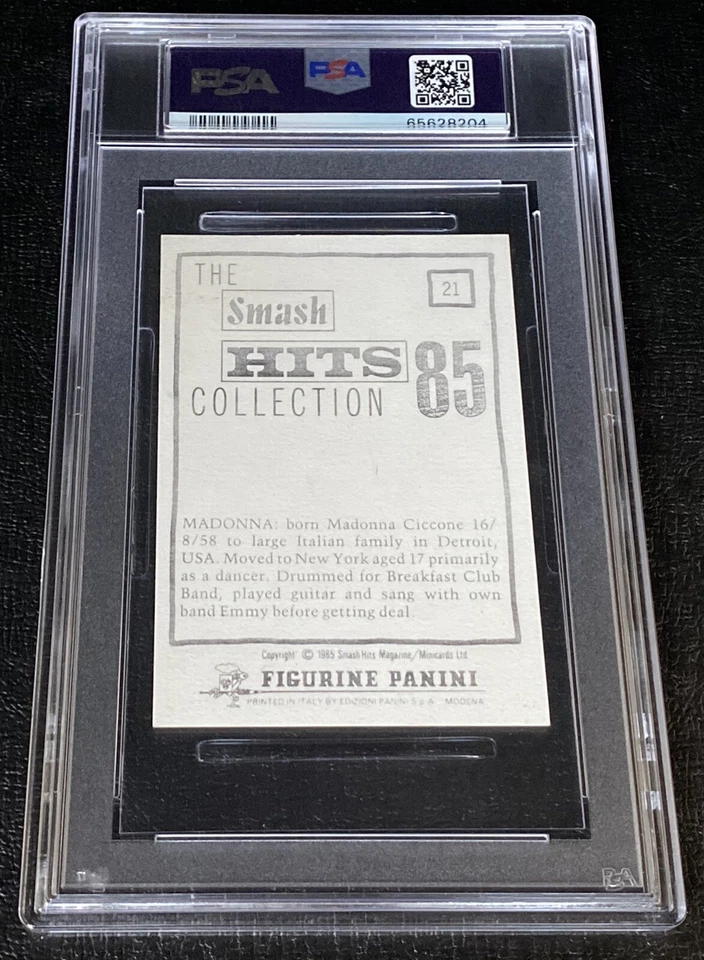 PSA
PSA
65628204
THE
Smash
HITS
COLLECTION 85
21
MADONNA: born Madonna Ciccone 16/
8/58 to large Italian family in Detroit,
USA. Moved to New York aged 17 primarily
as a dancer. Drummed for Breakfast Club
Band, played guitar and sang with own
band Emmy before getting deal.
Copyright © 1985 Smash Hits Magazine/Minicards Ltd.
FIGURINE PANINI
PRINTED IN ITALY BY EDIZIONI PANINI S.p.A. MODENA
PSA